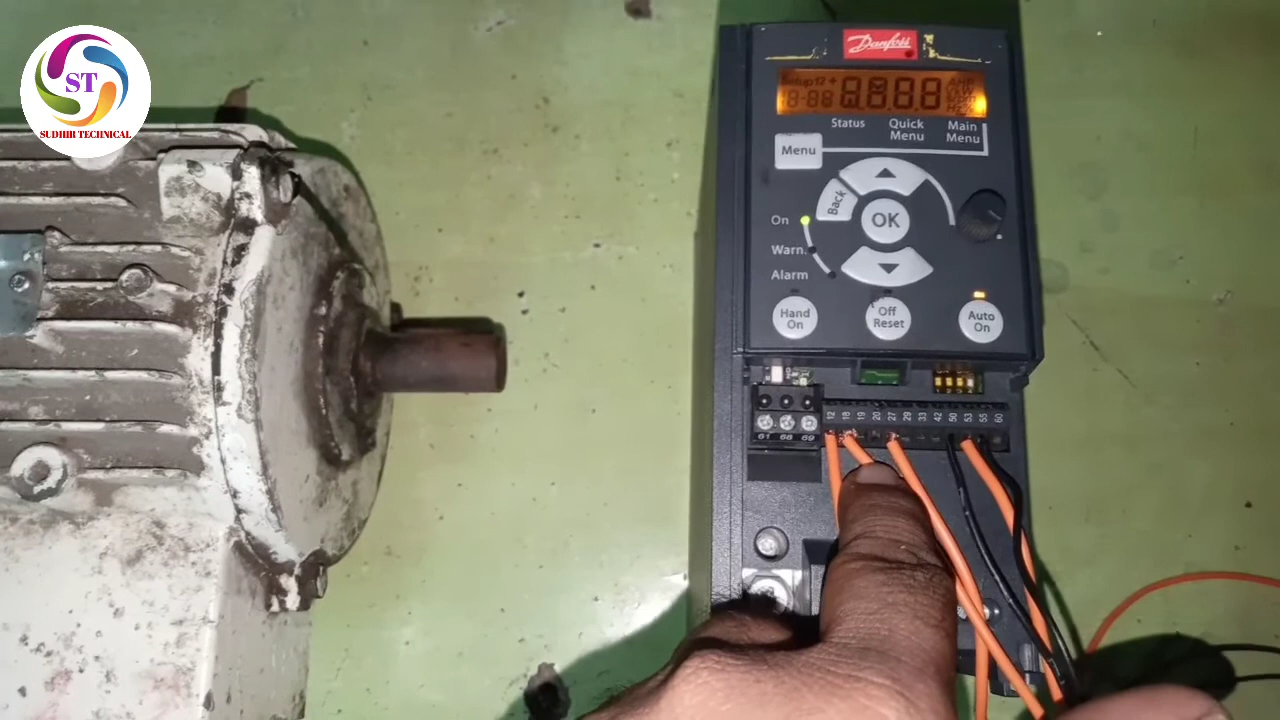 ST
SUDHIR TECHNICAL
Danfoss
Setup 12
Status
Quick
Menu
Main
Menu
Menu
Back
OK
On
Warn.
Alarm
Hand
On
Off
Reset
Auto
On
12 18 19 20 27 29 33 42 50 53 55 60
61 68 69